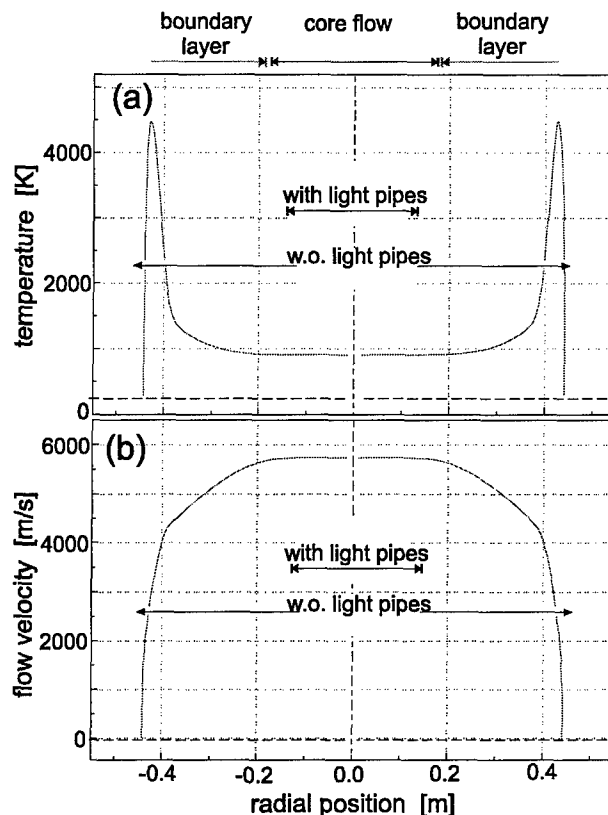 boundary layer
core flow
boundary layer
(a)
temperature [K]
4000
2000
0
with light pipes
w.o. light pipes
(b)
flow velocity [m/s]
6000
4000
2000
0
with light pipes
w.o. light pipes
-0.4 -0.2 0.0 0.2 0.4
radial position [m]